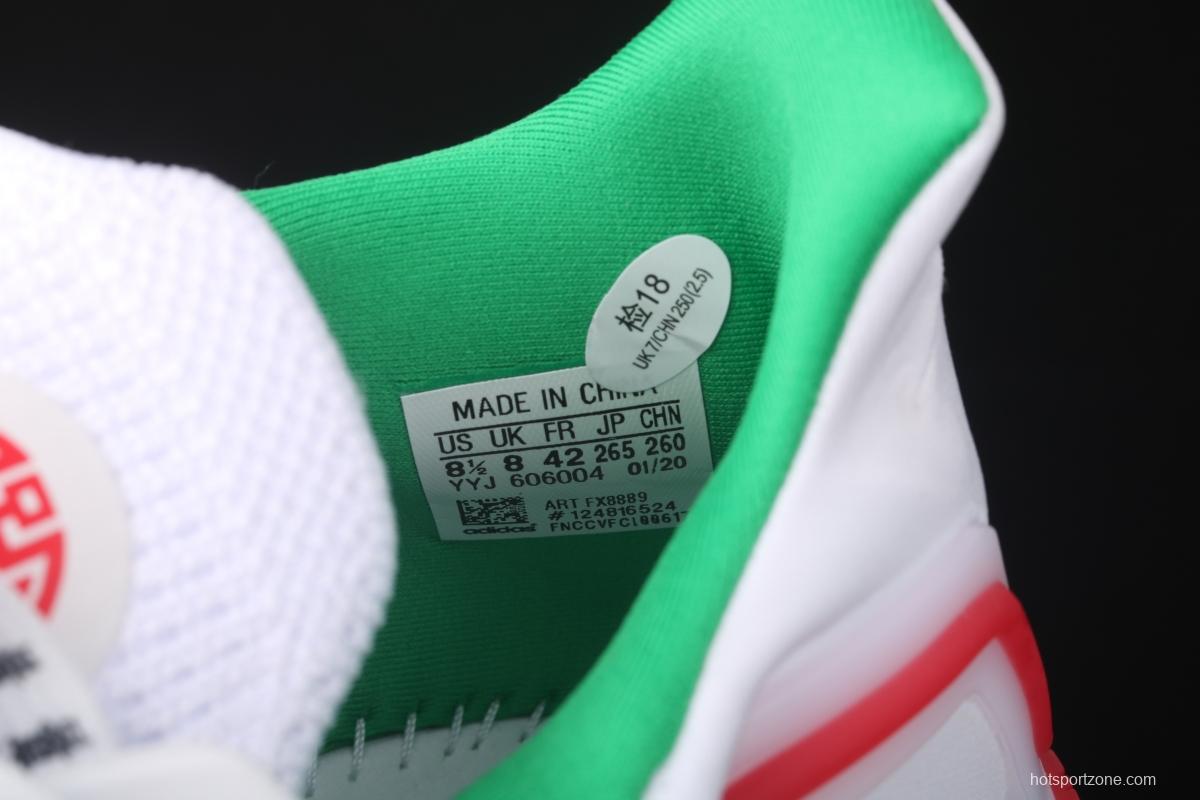 检18
UK7/CHN 250(2.5)
MADE IN CHINA
US UK FR JP CHN
8½ 8 42 265 260
YYJ 606004 01/20
ART FX8889
# 124816524
adidas
hotsportzone.com